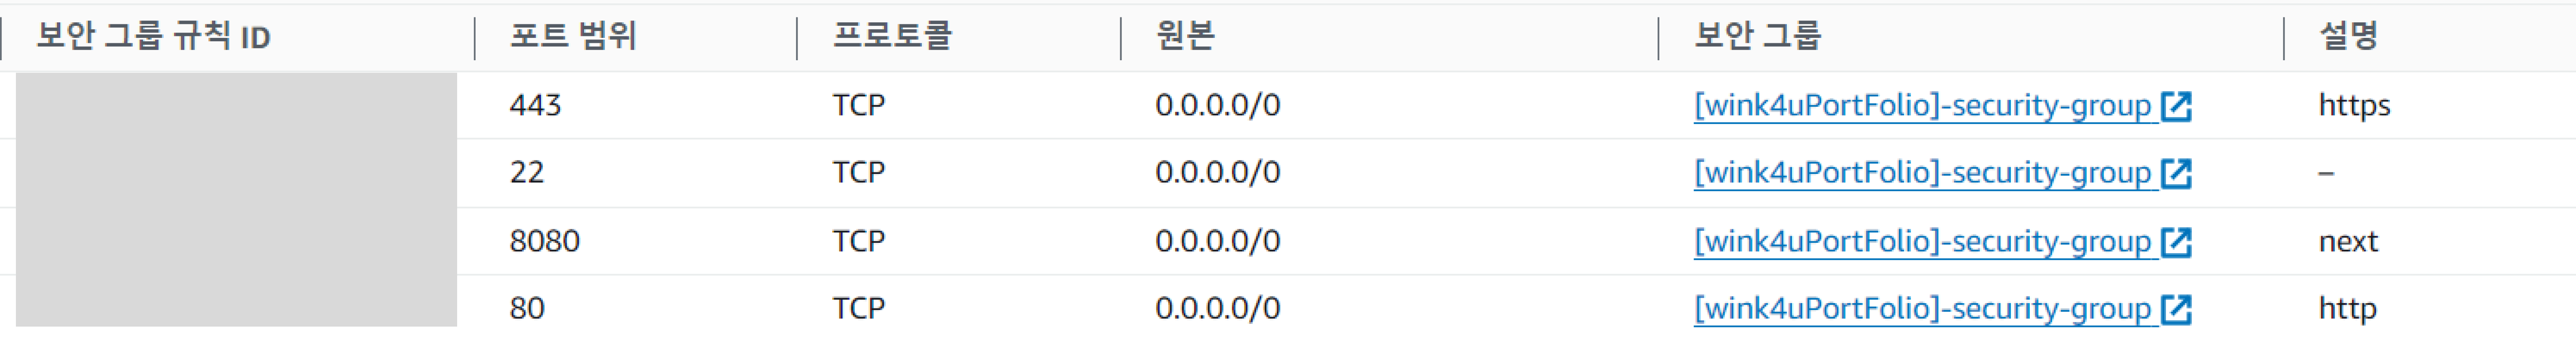 보안 그룹 규칙 ID 포트 범위 프로토콜 원본 보안 그룹 설명
443 TCP 0.0.0.0/0 [wink4uPortFolio]-security-group https
22 TCP 0.0.0.0/0 [wink4uPortFolio]-security-group –
8080 TCP 0.0.0.0/0 [wink4uPortFolio]-security-group next
80 TCP 0.0.0.0/0 [wink4uPortFolio]-security-group http